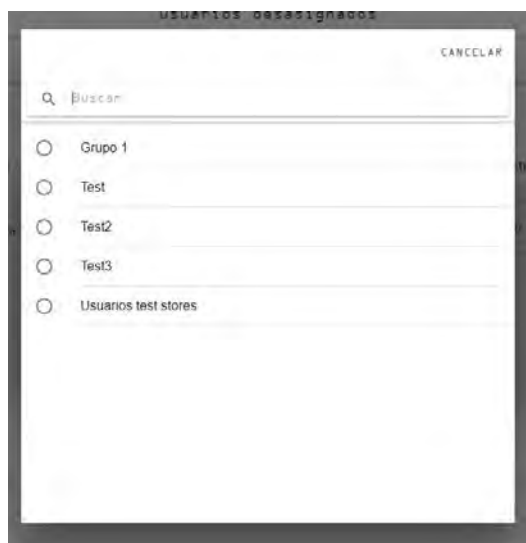 usuarios desasignados
CANCELAR
Buscar
Grupo 1
Test
Test2
Test3
Usuarios test stores